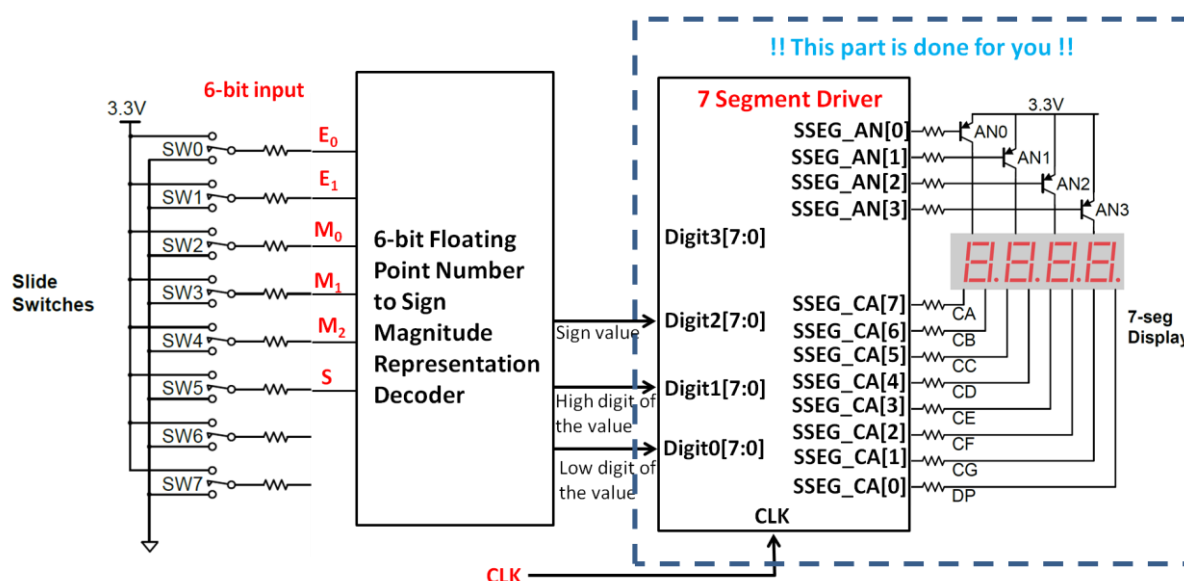 !! This part is done for you !!
6-bit input
3.3V
SW0
E0
SW1
E1
SW2
M0
SW3
M1
SW4
M2
SW5
S
SW6
SW7
Slide
Switches
6-bit Floating
Point Number
to Sign
Magnitude
Representation
Decoder
Sign value
High digit of
the value
Low digit of
the value
7 Segment Driver
Digit3[7:0]
Digit2[7:0]
Digit1[7:0]
Digit0[7:0]
SSEG_AN[0]
SSEG_AN[1]
SSEG_AN[2]
SSEG_AN[3]
SSEG_CA[7]
SSEG_CA[6]
SSEG_CA[5]
SSEG_CA[4]
SSEG_CA[3]
SSEG_CA[2]
SSEG_CA[1]
SSEG_CA[0]
CLK
3.3V
AN0
AN1
AN2
AN3
8.8.8.8.
CA
CB
CC
CD
CE
CF
CG
DP
7-seg
Display
CLK